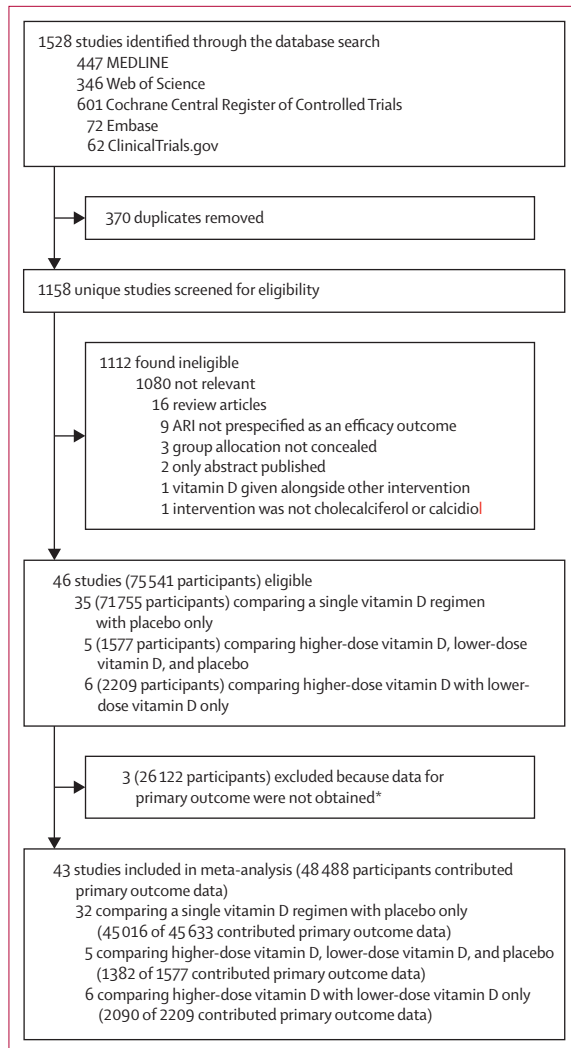 1528 studies identified through the database search
447 MEDLINE
346 Web of Science
601 Cochrane Central Register of Controlled Trials
72 Embase
62 ClinicalTrials.gov
370 duplicates removed
1158 unique studies screened for eligibility
1112 found ineligible
1080 not relevant
16 review articles
9 ARI not prespecified as an efficacy outcome
3 group allocation not concealed
2 only abstract published
1 vitamin D given alongside other intervention
1 intervention was not cholecalciferol or calcidiol
46 studies (75 541 participants) eligible
35 (71 755 participants) comparing a single vitamin D regimen
with placebo only
5 (1577 participants) comparing higher-dose vitamin D, lower-dose
vitamin D, and placebo
6 (2209 participants) comparing higher-dose vitamin D with lower-
dose vitamin D only
3 (26 122 participants) excluded because data for
primary outcome were not obtained*
43 studies included in meta-analysis (48 488 participants contributed
primary outcome data)
32 comparing a single vitamin D regimen with placebo only
(45 016 of 45 633 contributed primary outcome data)
5 comparing higher-dose vitamin D, lower-dose vitamin D, and placebo
(1382 of 1577 contributed primary outcome data)
6 comparing higher-dose vitamin D with lower-dose vitamin D only
(2090 of 2209 contributed primary outcome data)